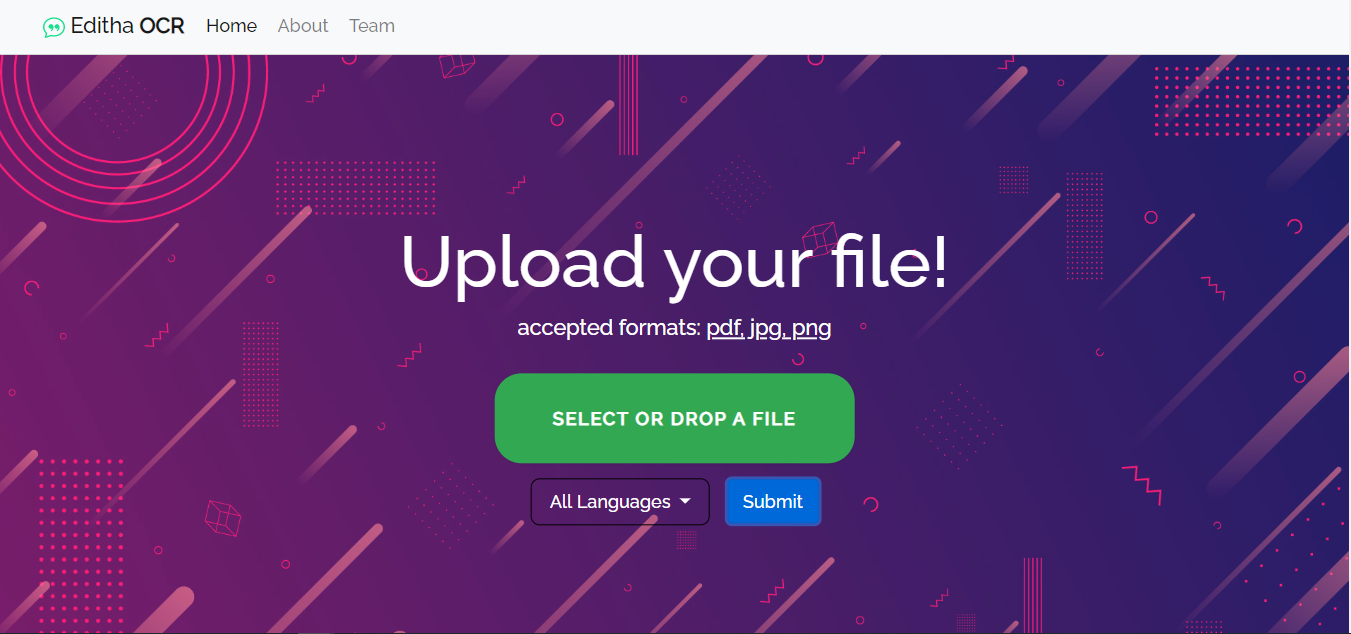 Editha OCR Home About Team
Upload your file!
accepted formats: pdf, jpg, png
SELECT OR DROP A FILE
All Languages Submit